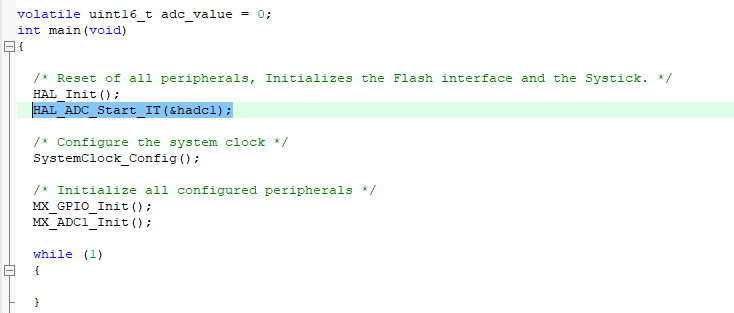 volatile uint16_t adc_value = 0;
int main(void)
{
/* Reset of all peripherals, Initializes the Flash interface and the Systick. */
HAL_Init();
HAL_ADC_Start_IT(&hadc1);
/* Configure the system clock */
SystemClock_Config();
/* Initialize all configured peripherals */
MX_GPIO_Init();
MX_ADC1_Init();
while (1)
{
}